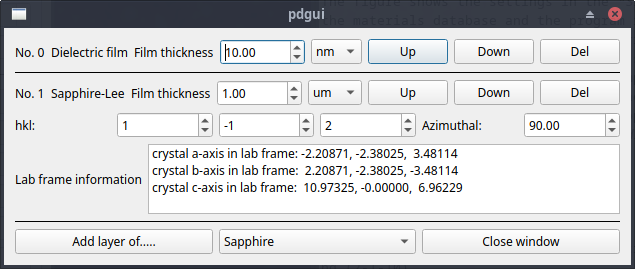 pdgui
No. 0 Dielectric film Film thickness 10.00 nm Up Down Del
No. 1 Sapphire-Lee Film thickness 1.00 um Up Down Del
hkl: 1 -1 2 Azimuthal: 90.00
Lab frame information
crystal a-axis in lab frame: -2.20871, -2.38025, 3.48114
crystal b-axis in lab frame: 2.20871, -2.38025, -3.48114
crystal c-axis in lab frame: 10.97325, -0.00000, 6.96229
Add layer of..... Sapphire Close window